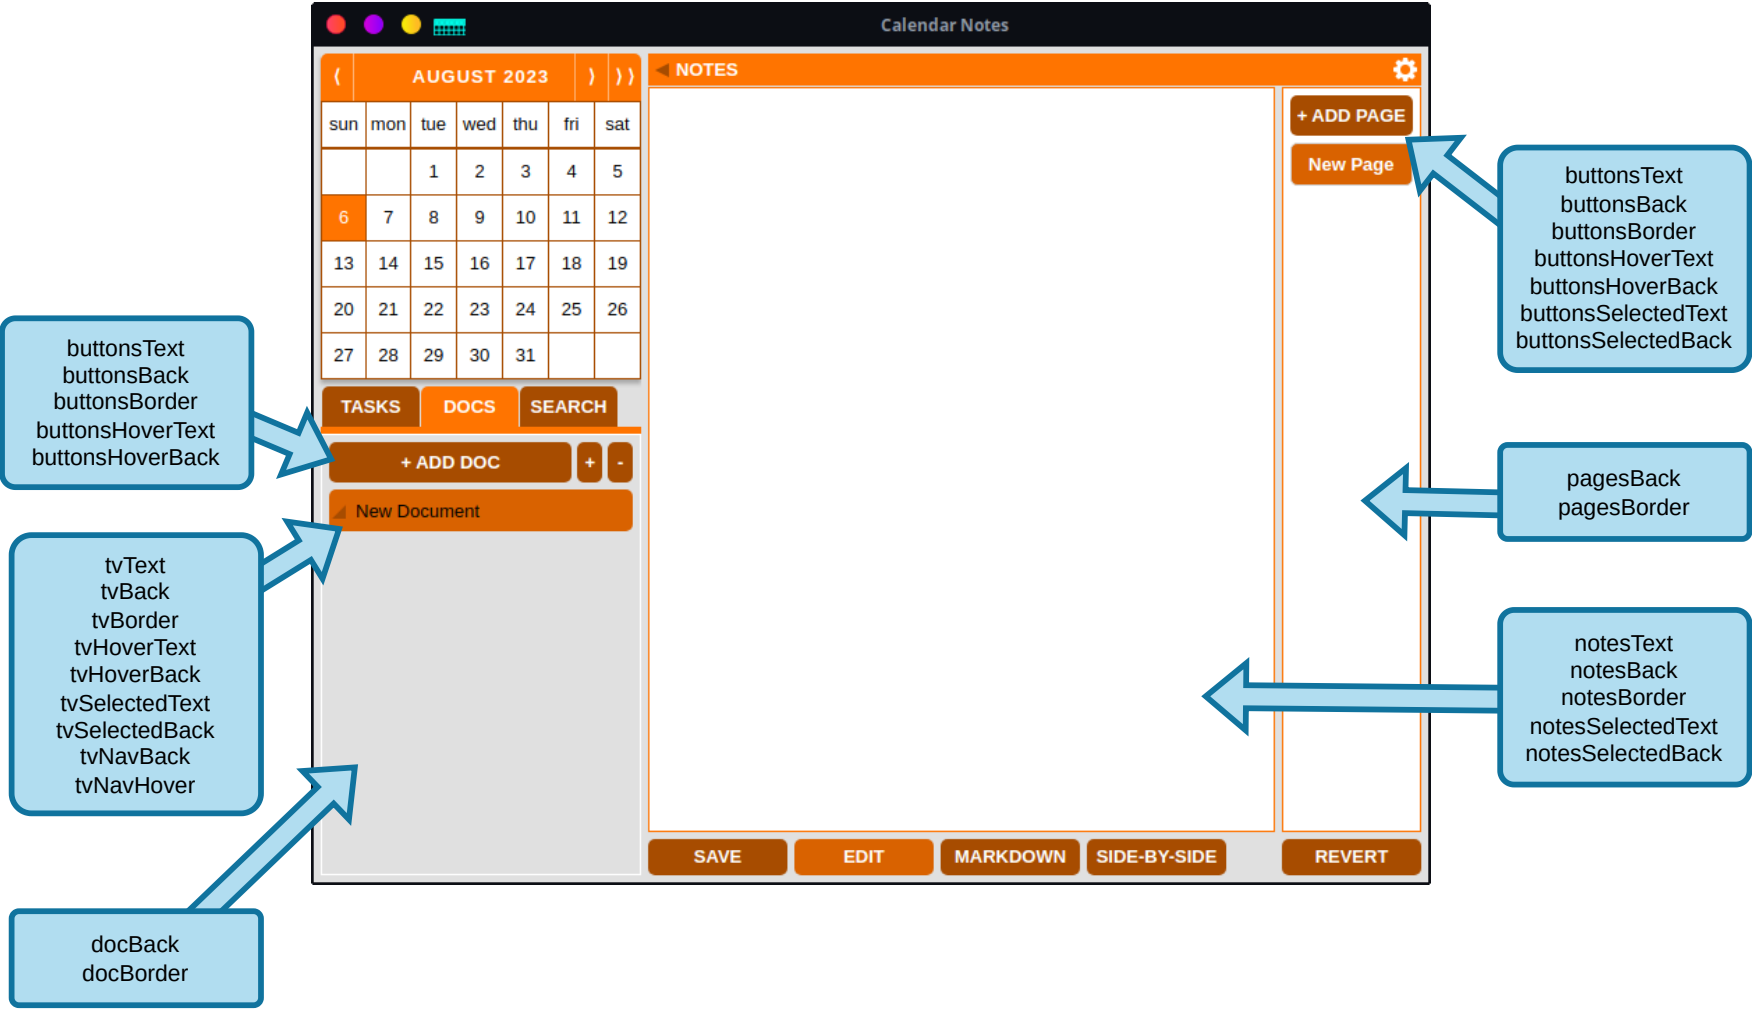 Calendar Notes
AUGUST 2023
sun mon tue wed thu fri sat
1 2 3 4 5
6 7 8 9 10 11 12
13 14 15 16 17 18 19
20 21 22 23 24 25 26
27 28 29 30 31
TASKS DOCS SEARCH
+ ADD DOC + -
New Document
NOTES
+ ADD PAGE
New Page
SAVE EDIT MARKDOWN SIDE-BY-SIDE REVERT
buttonsText
buttonsBack
buttonsBorder
buttonsHoverText
buttonsHoverBack
tvText
tvBack
tvBorder
tvHoverText
tvHoverBack
tvSelectedText
tvSelectedBack
tvNavBack
tvNavHover
docBack
docBorder
buttonsText
buttonsBack
buttonsBorder
buttonsHoverText
buttonsHoverBack
buttonsSelectedText
buttonsSelectedBack
pagesBack
pagesBorder
notesText
notesBack
notesBorder
notesSelectedText
notesSelectedBack